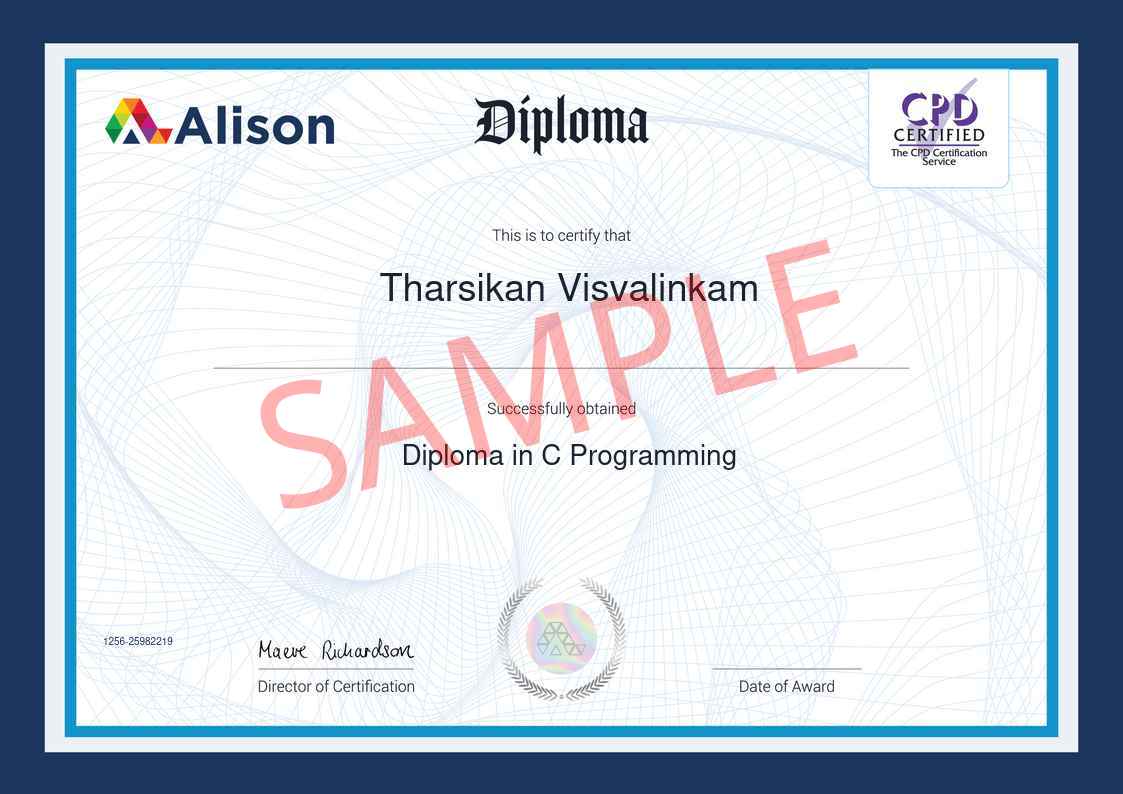 Alison
Diploma
CPD
CERTIFIED
The CPD Certification
Service
This is to certify that
Tharsikan Visvalinkam
SAMPLE
Successfully obtained
Diploma in C Programming
1256-25982219
Maeve Richardson
Director of Certification
Date of Award